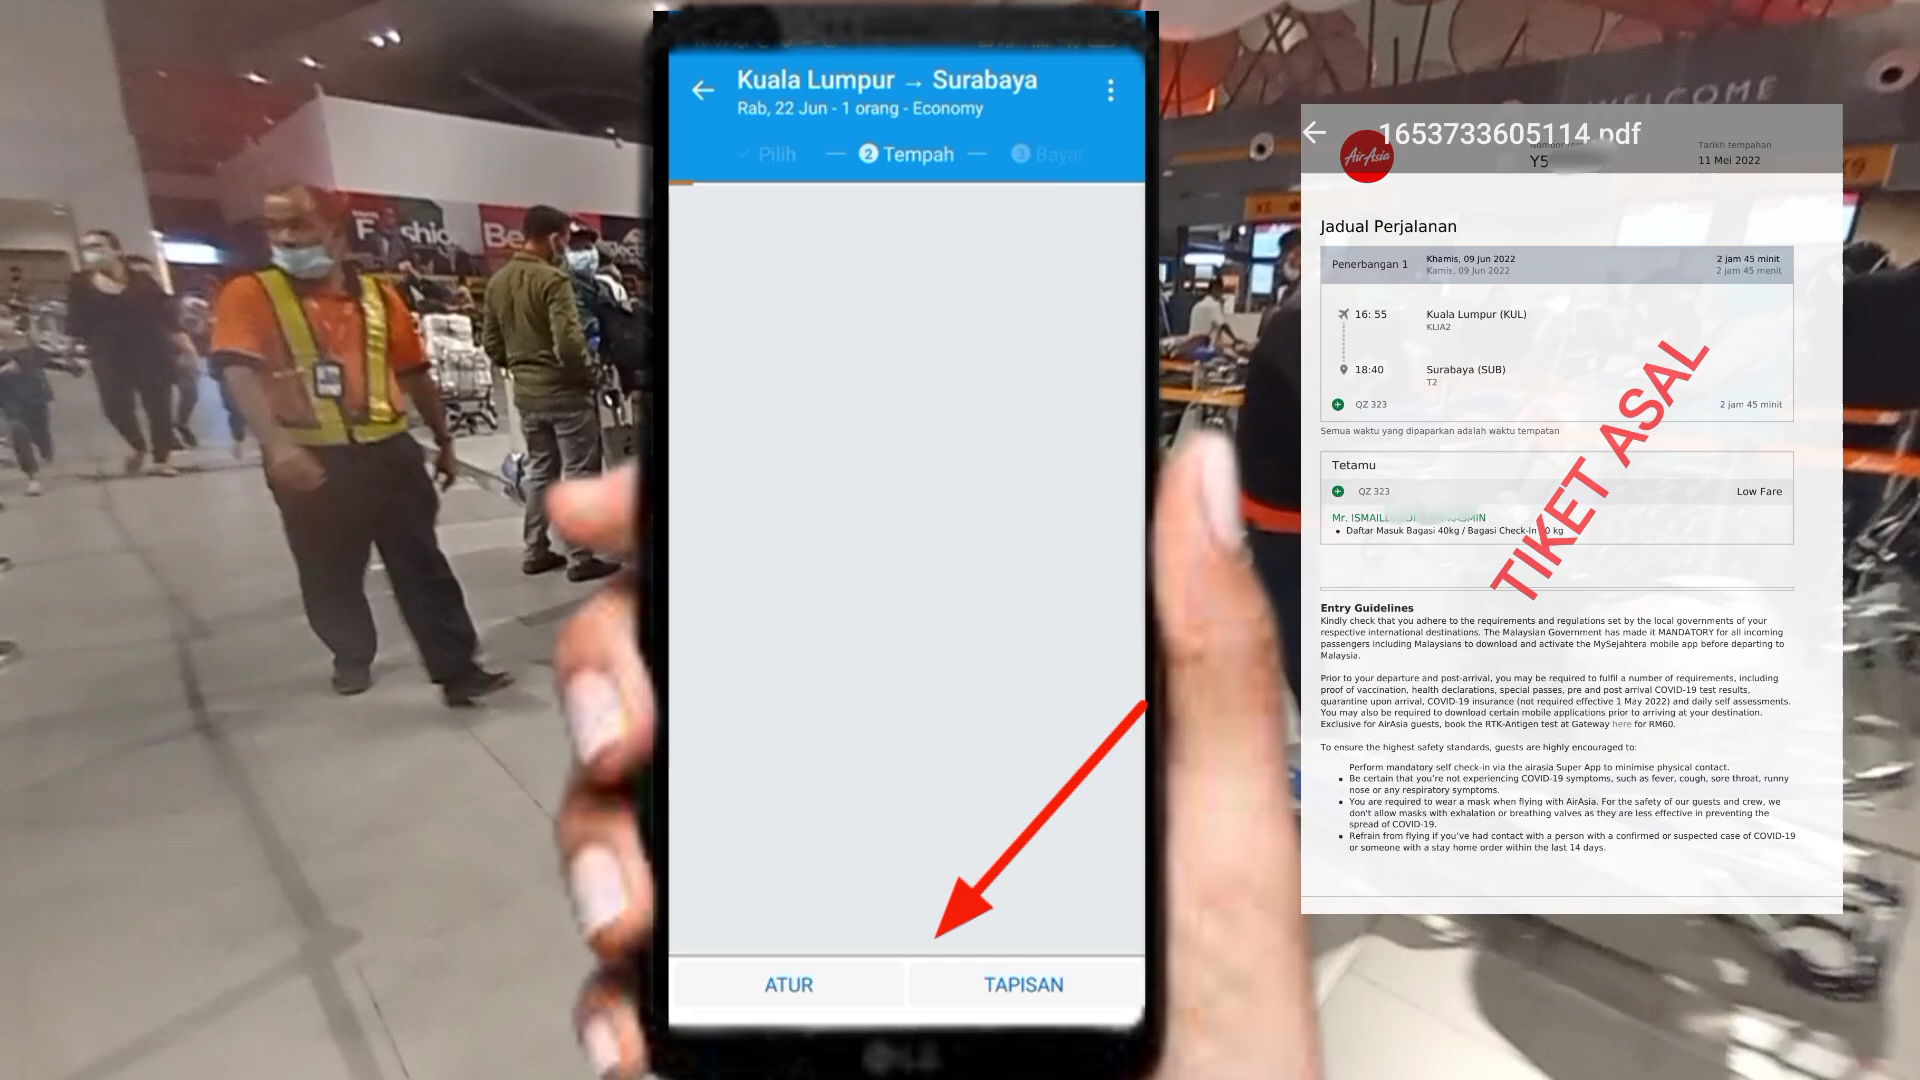 Kuala Lumpur → Surabaya
Rab, 22 Jun - 1 orang - Economy
Pilih — 2 Tempah — 3 Bayar
ATUR
TAPISAN
LG
WELCOME
1653733605114.pdf
AirAsia
Y5
Tarikh tempahan
11 Mei 2022
Jadual Perjalanan
Penerbangan 1
Khamis, 09 Jun 2022
Kamis, 09 Jun 2022
2 jam 45 minit
2 jam 45 menit
16: 55
Kuala Lumpur (KUL)
KLIA2
18:40
Surabaya (SUB)
T2
QZ 323
2 jam 45 minit
Semua waktu yang dipaparkan adalah waktu tempatan
Tetamu
QZ 323
Low Fare
Mr.
Daftar Masuk Bagasi 40kg / Bagasi Check-In kg
TIKET ASAL
Entry Guidelines
Kindly check that you adhere to the requirements and regulations set by the local governments of your
respective international destinations. The Malaysian Government has made it MANDATORY for all incoming
passengers including Malaysians to download and activate the MySejahtera mobile app before departing to
Malaysia.
Prior to your departure and post-arrival, you may be required to fulfil a number of requirements, including
proof of vaccination, health declarations, special passes, pre and post arrival COVID-19 test results,
quarantine upon arrival, COVID-19 insurance (not required effective 1 May 2022) and daily self assessments.
You may also be required to download certain mobile applications prior to arriving at your destination.
Exclusive for AirAsia guests, book the RTK-Antigen test at Gateway here for RM60.
To ensure the highest safety standards, guests are highly encouraged to:
Perform mandatory self check-in via the airasia Super App to minimise physical contact.
Be certain that you're not experiencing COVID-19 symptoms, such as fever, cough, sore throat, runny
nose or any respiratory symptoms.
You are required to wear a mask when flying with AirAsia. For the safety of our guests and crew, we
don't allow masks with exhalation or breathing valves as they are less effective in preventing the
spread of COVID-19.
Refrain from flying if you've had contact with a person with a confirmed or suspected case of COVID-19
or someone with a stay home order within the last 14 days.